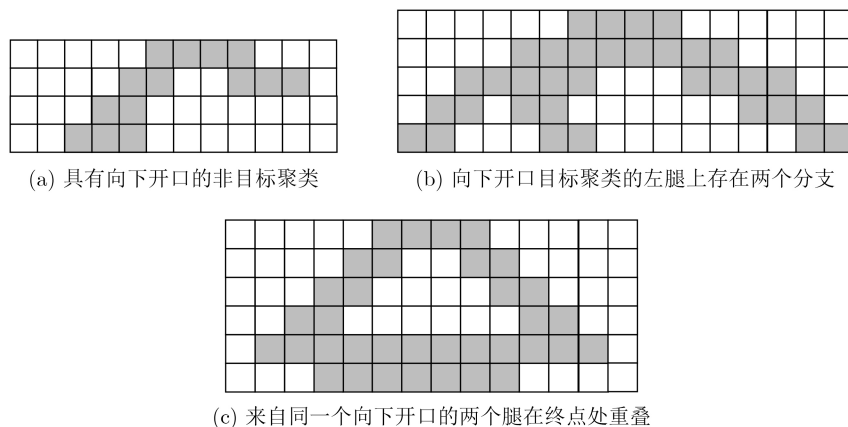 (a) 具有向下开口的非目标聚类
(b) 向下开口目标聚类的左腿上存在两个分支
(c) 来自同一个向下开口的两个腿在终点处重叠